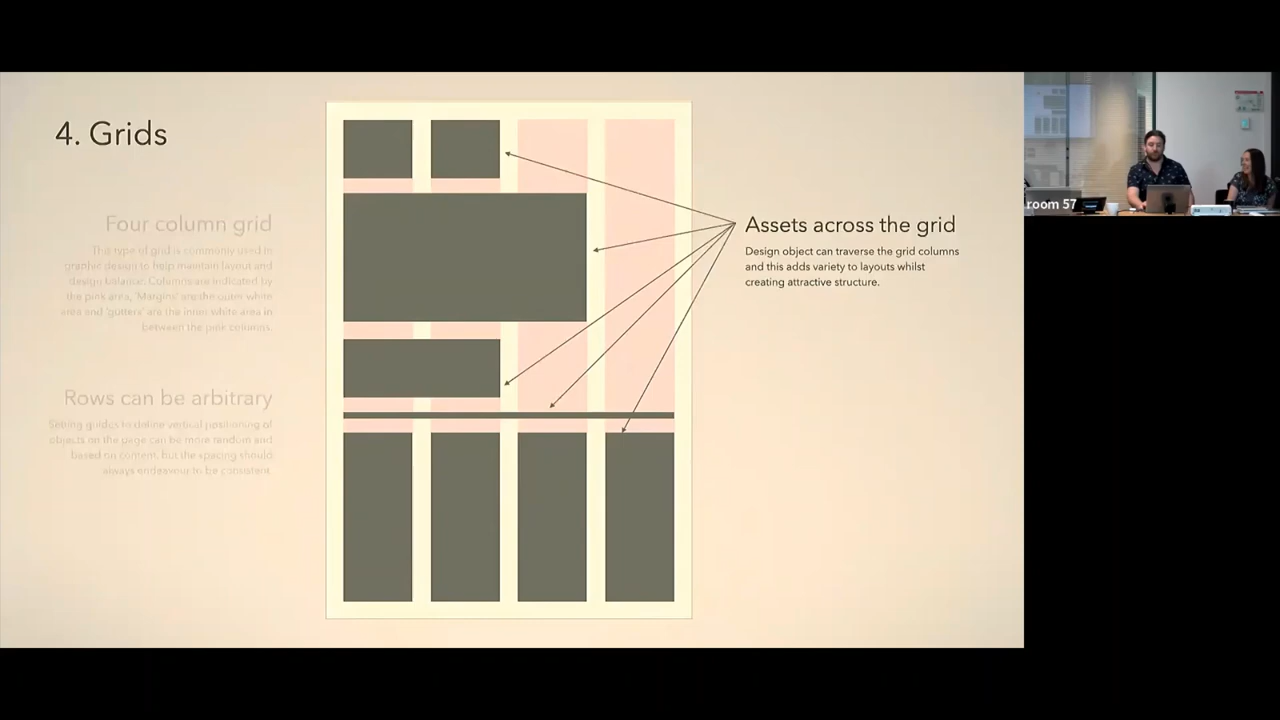 4. Grids
Four column grid
This type of grid is commonly used in
graphic design to help maintain layout and
design balance. Columns are indicated by
the pink area, 'Margins' are the outer white
area and 'gutters' are the inner white area in
between the pink columns.
Rows can be arbitrary
Setting guides to define vertical positioning of
objects on the page can be more random and
based on content, but the spacing should
always endeavour to be consistent.
Assets across the grid
Design object can traverse the grid columns
and this adds variety to layouts whilst
creating attractive structure.
room 57